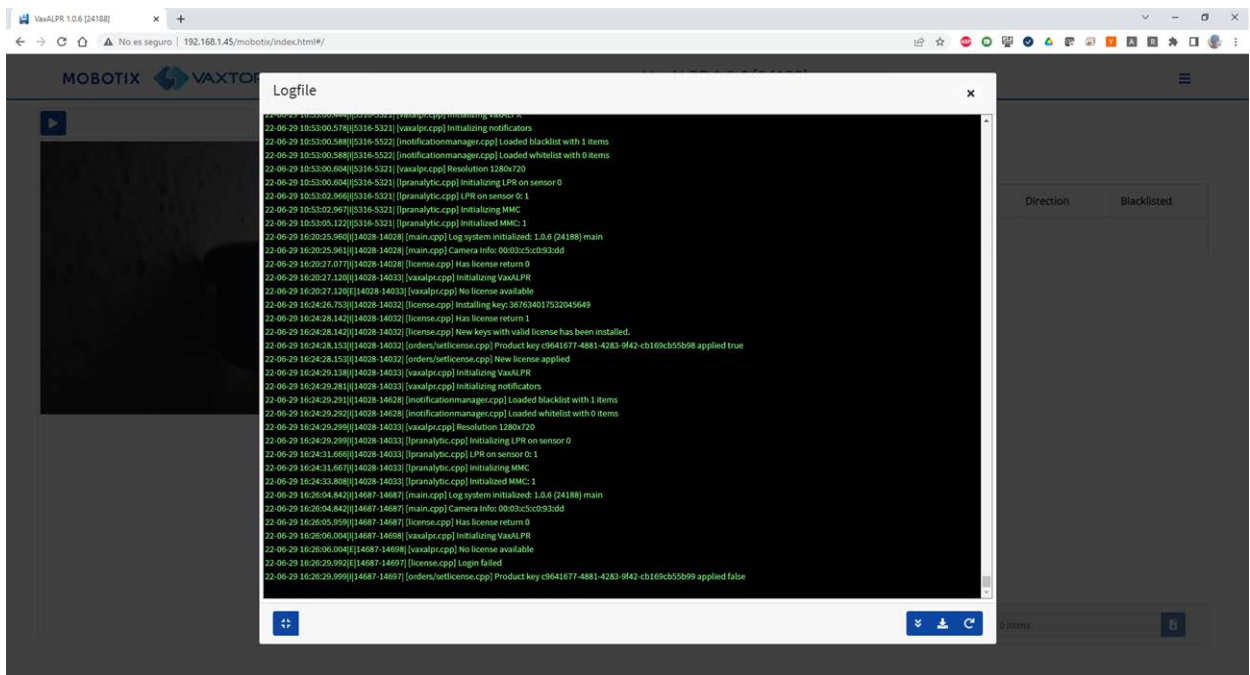 VaxALPR 1.0.6 [24188]
No es seguro | 192.168.1.45/mobotix/index.html#/
MOBOTIX VAXTOR
Logfile
22-06-29 10:53:00.444|I|5316-5321| [vaxalpr.cpp] Initializing VaxALPR
22-06-29 10:53:00.578|I|5316-5321| [vaxalpr.cpp] Initializing notificators
22-06-29 10:53:00.588|I|5316-5522| [inotificationmanager.cpp] Loaded blacklist with 1 items
22-06-29 10:53:00.588|I|5316-5522| [inotificationmanager.cpp] Loaded whitelist with 0 items
22-06-29 10:53:00.604|I|5316-5321| [vaxalpr.cpp] Resolution 1280x720
22-06-29 10:53:00.604|I|5316-5321| [lpranalytic.cpp] Initializing LPR on sensor 0
22-06-29 10:53:02.966|I|5316-5321| [lpranalytic.cpp] LPR on sensor 0: 1
22-06-29 10:53:02.967|I|5316-5321| [lpranalytic.cpp] Initializing MMC
22-06-29 10:53:05.122|I|5316-5321| [lpranalytic.cpp] Initialized MMC: 1
22-06-29 16:20:25.960|I|14028-14028| [main.cpp] Log system initialized: 1.0.6 (24188) main
22-06-29 16:20:25.961|I|14028-14028| [main.cpp] Camera Info: 00:03:c5:c0:93:dd
22-06-29 16:20:27.077|I|14028-14028| [license.cpp] Has license return 0
22-06-29 16:20:27.120|I|14028-14033| [vaxalpr.cpp] Initializing VaxALPR
22-06-29 16:20:27.120|E|14028-14033| [vaxalpr.cpp] No license available
22-06-29 16:24:26.753|I|14028-14032| [license.cpp] Installing key: 367634017532045649
22-06-29 16:24:28.142|I|14028-14032| [license.cpp] Has license return 1
22-06-29 16:24:28.142|I|14028-14032| [license.cpp] New keys with valid license has been installed.
22-06-29 16:24:28.153|I|14028-14032| [orders/setlicense.cpp] Product key c9641677-4881-4283-9f42-cb169cb55b98 applied true
22-06-29 16:24:28.153|I|14028-14032| [orders/setlicense.cpp] New license applied
22-06-29 16:24:29.138|I|14028-14033| [vaxalpr.cpp] Initializing VaxALPR
22-06-29 16:24:29.281|I|14028-14033| [vaxalpr.cpp] Initializing notificators
22-06-29 16:24:29.291|I|14028-14628| [inotificationmanager.cpp] Loaded blacklist with 1 items
22-06-29 16:24:29.292|I|14028-14628| [inotificationmanager.cpp] Loaded whitelist with 0 items
22-06-29 16:24:29.299|I|14028-14033| [vaxalpr.cpp] Resolution 1280x720
22-06-29 16:24:29.299|I|14028-14033| [lpranalytic.cpp] Initializing LPR on sensor 0
22-06-29 16:24:31.666|I|14028-14033| [lpranalytic.cpp] LPR on sensor 0: 1
22-06-29 16:24:31.667|I|14028-14033| [lpranalytic.cpp] Initializing MMC
22-06-29 16:24:33.808|I|14028-14033| [lpranalytic.cpp] Initialized MMC: 1
22-06-29 16:26:04.842|I|14687-14687| [main.cpp] Log system initialized: 1.0.6 (24188) main
22-06-29 16:26:04.842|I|14687-14687| [main.cpp] Camera Info: 00:03:c5:c0:93:dd
22-06-29 16:26:05.959|I|14687-14687| [license.cpp] Has license return 0
22-06-29 16:26:06.004|I|14687-14698| [vaxalpr.cpp] Initializing VaxALPR
22-06-29 16:26:06.004|E|14687-14698| [vaxalpr.cpp] No license available
22-06-29 16:26:29.992|E|14687-14697| [license.cpp] Login failed
22-06-29 16:26:29.999|I|14687-14697| [orders/setlicense.cpp] Product key c9641677-4881-4283-9f42-cb169cb55b99 applied false
Direction Blacklisted
0 items